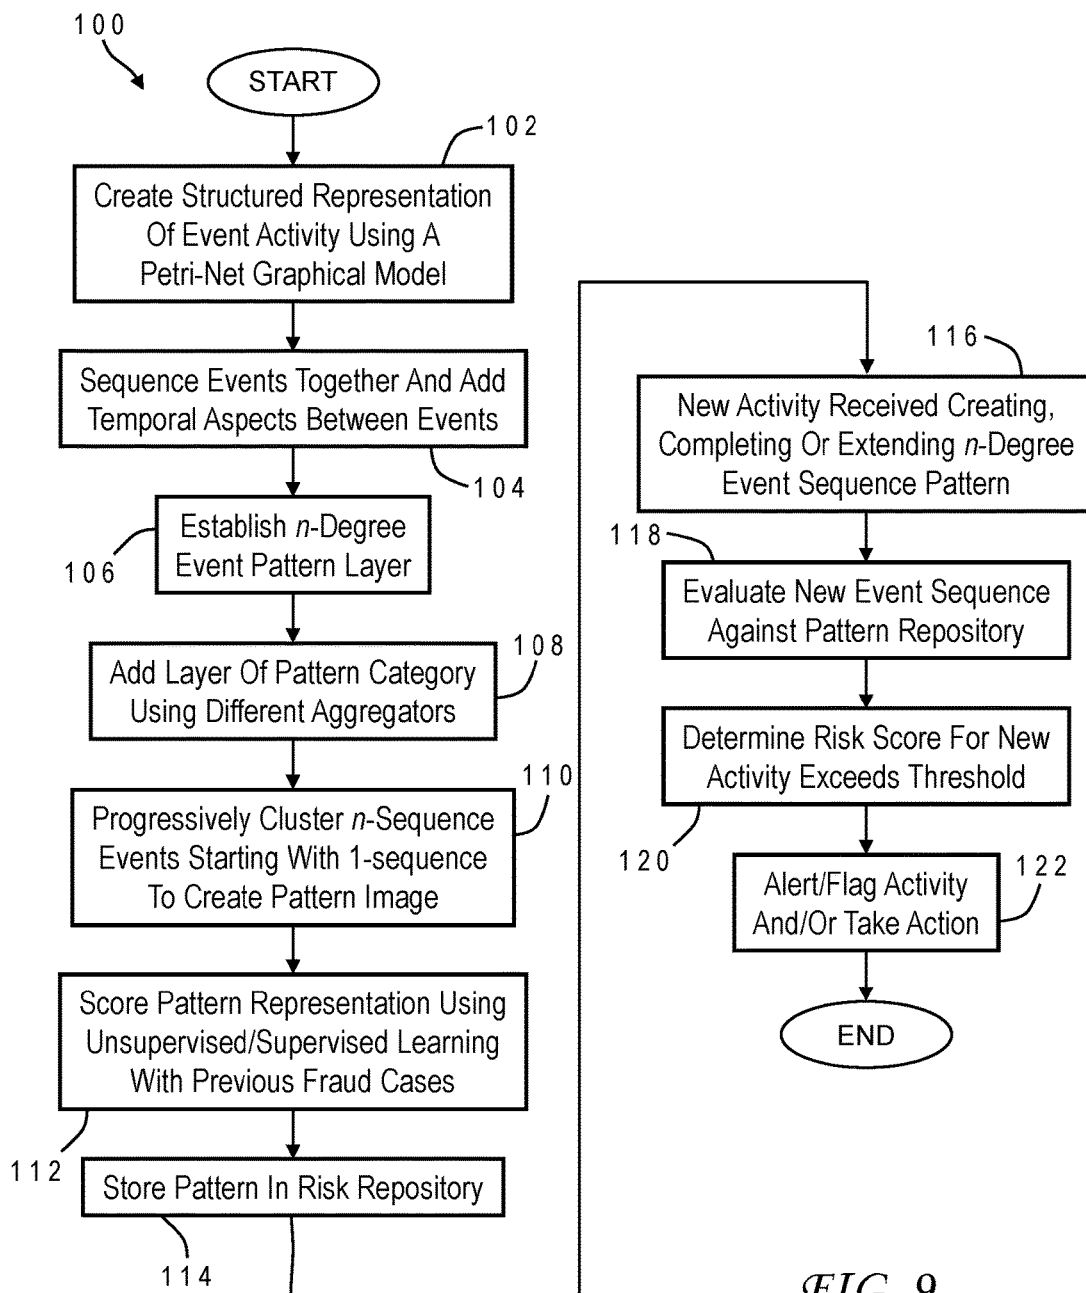 100
START
102
Create Structured Representation
Of Event Activity Using A
Petri-Net Graphical Model
Sequence Events Together And Add
Temporal Aspects Between Events
104
Establish n-Degree
Event Pattern Layer
106
108
Add Layer Of Pattern Category
Using Different Aggregators
110
Progressively Cluster n-Sequence
Events Starting With 1-sequence
To Create Pattern Image
Score Pattern Representation Using
Unsupervised/Supervised Learning
With Previous Fraud Cases
112
Store Pattern In Risk Repository
114
116
New Activity Received Creating,
Completing Or Extending n-Degree
Event Sequence Pattern
118
Evaluate New Event Sequence
Against Pattern Repository
Determine Risk Score For New
Activity Exceeds Threshold
120
122
Alert/Flag Activity
And/Or Take Action
END
FIG. 9